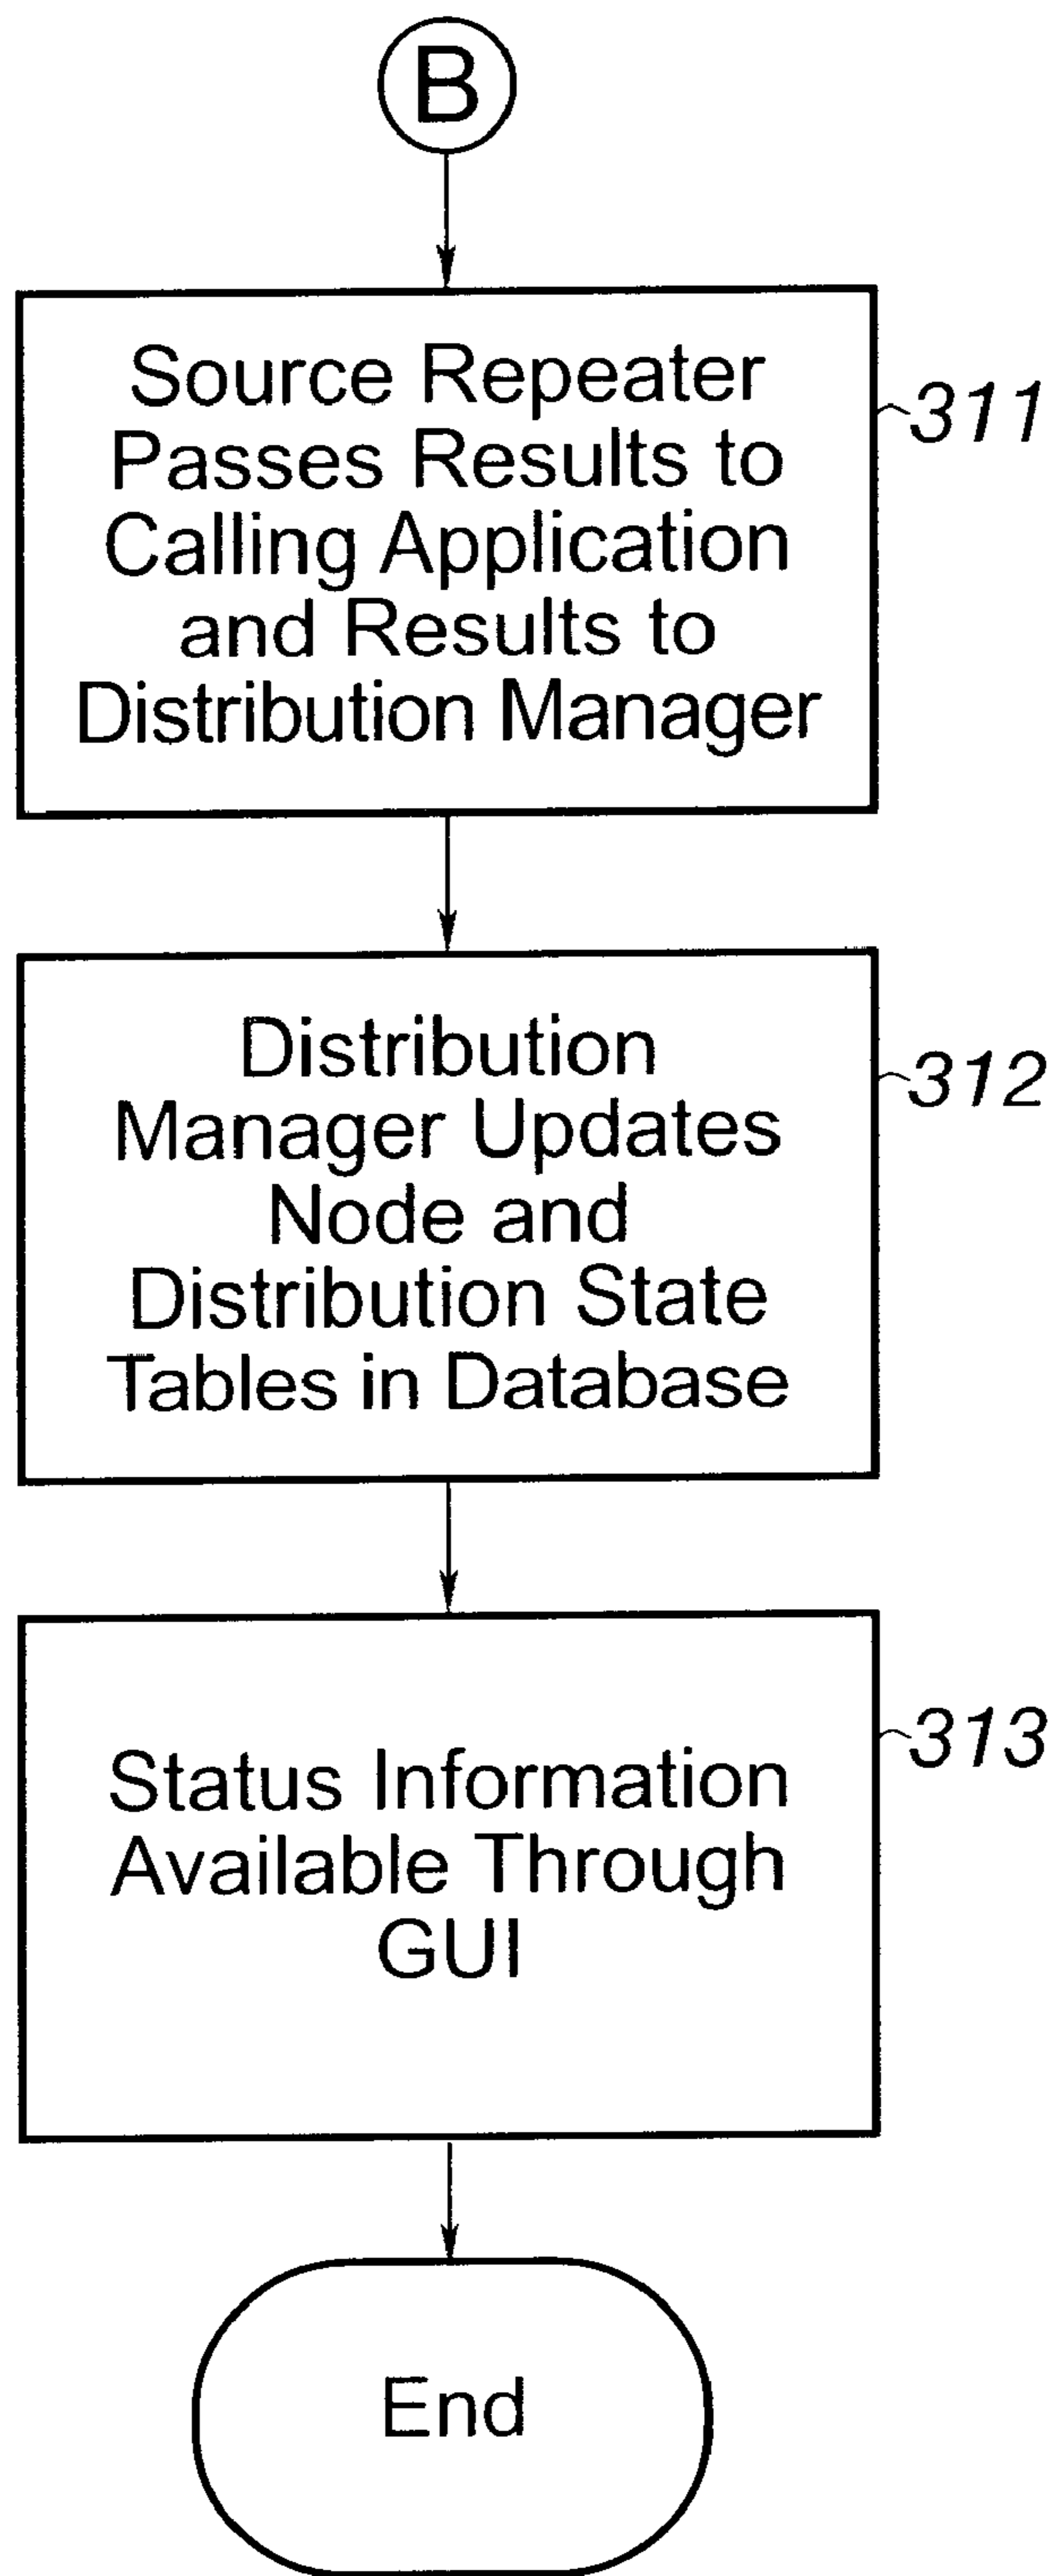 B
Source Repeater
Passes Results to
Calling Application
and Results to
Distribution Manager
311
Distribution
Manager Updates
Node and
Distribution State
Tables in Database
312
Status Information
Available Through
GUI
313
End